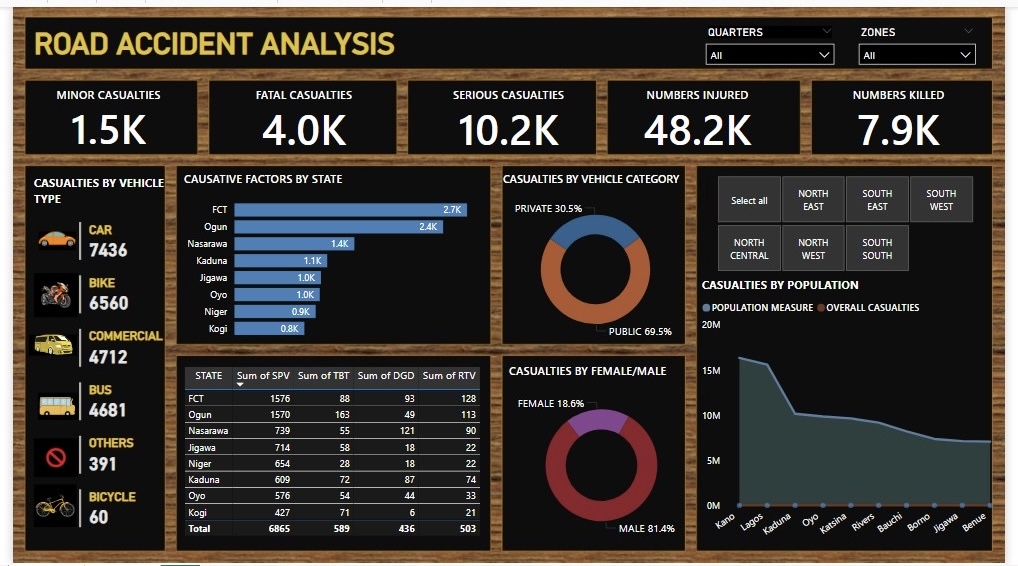 ROAD ACCIDENT ANALYSIS
QUARTERS
All
ZONES
All
MINOR CASUALTIES
1.5K
FATAL CASUALTIES
4.0K
SERIOUS CASUALTIES
10.2K
NUMBERS INJURED
48.2K
NUMBERS KILLED
7.9K
CASUALTIES BY VEHICLE
TYPE
CAR
7436
BIKE
6560
COMMERCIAL
4712
BUS
4681
OTHERS
391
BICYCLE
60
CAUSATIVE FACTORS BY STATE
FCT 2.7K
Ogun 2.4K
Nasarawa 1.4K
Kaduna 1.1K
Jigawa 1.0K
Oyo 1.0K
Niger 0.9K
Kogi 0.8K
STATE Sum of SPV Sum of TBT Sum of DGD Sum of RTV
FCT 1576 88 93 128
Ogun 1570 163 49 113
Nasarawa 739 55 121 90
Jigawa 714 58 18 22
Niger 654 28 18 22
Kaduna 609 72 87 74
Oyo 576 54 44 33
Kogi 427 71 6 21
Total 6865 589 436 503
CASUALTIES BY VEHICLE CATEGORY
PRIVATE 30.5%
PUBLIC 69.5%
CASUALTIES BY FEMALE/MALE
FEMALE 18.6%
MALE 81.4%
Select all
NORTH
EAST
SOUTH
EAST
SOUTH
WEST
NORTH
CENTRAL
NORTH
WEST
SOUTH
SOUTH
CASUALTIES BY POPULATION
POPULATION MEASURE OVERALL CASUALTIES
20M
15M
10M
5M
0M
Kano Lagos Kaduna Oyo Katsina Rivers Bauchi Borno Jigawa Benue